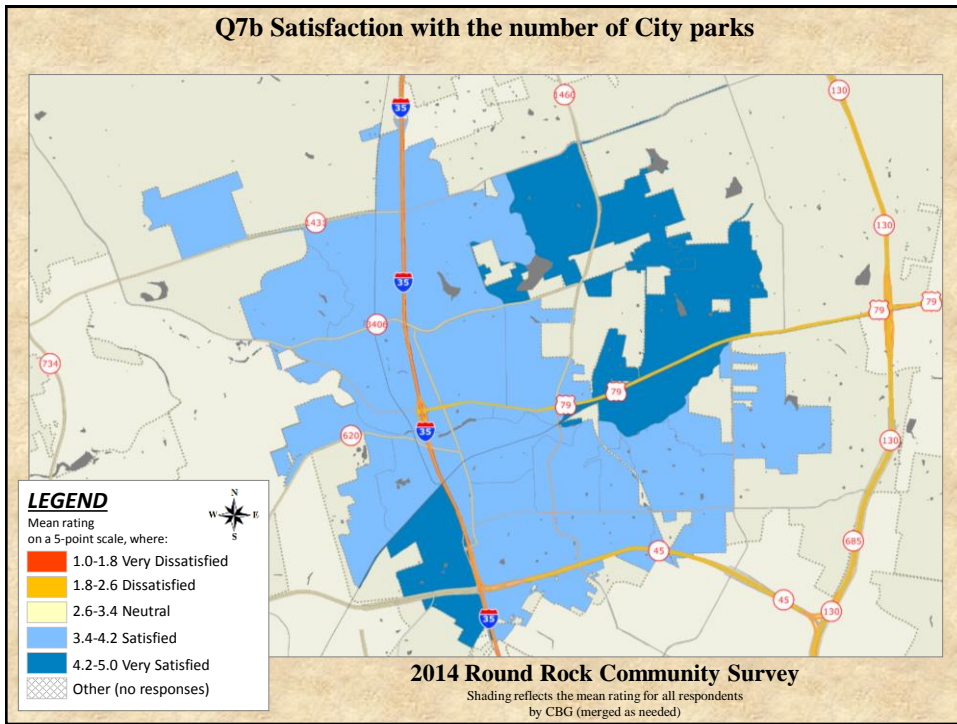 Q7b Satisfaction with the number of City parks
35
1460
130
1431
130
35
79
79
3406
734
79
79
620
35
130
45
685
45
130
35
LEGEND
Mean rating
on a 5-point scale, where:
N
W E
S
1.0-1.8 Very Dissatisfied
1.8-2.6 Dissatisfied
2.6-3.4 Neutral
3.4-4.2 Satisfied
4.2-5.0 Very Satisfied
Other (no responses)
2014 Round Rock Community Survey
Shading reflects the mean rating for all respondents
by CBG (merged as needed)